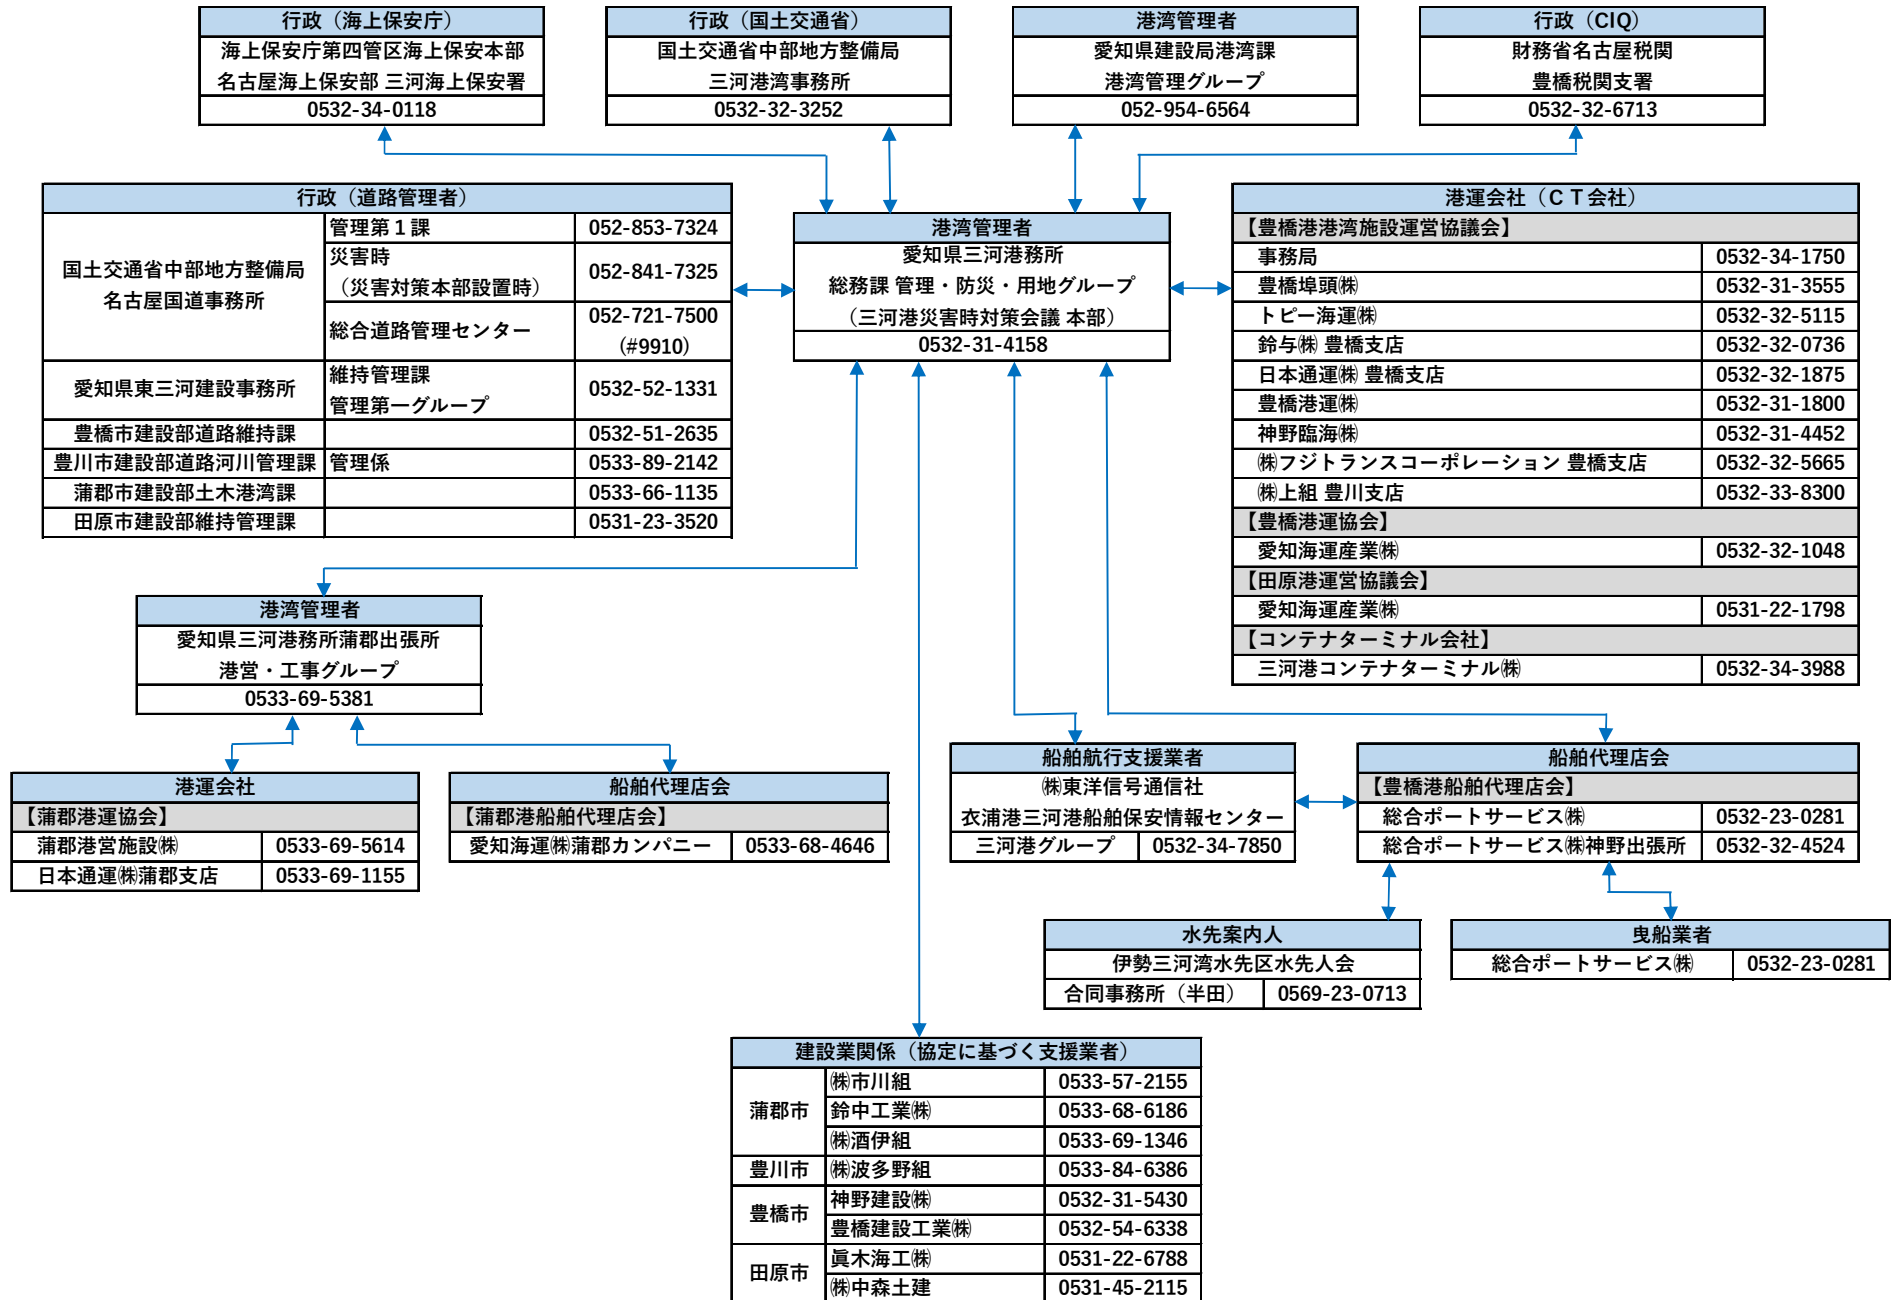 行政（海上保安庁）
海上保安庁第四管区海上保安本部
名古屋海上保安部 三河海上保安署
0532-34-0118
行政（国土交通省）
国土交通省中部地方整備局
三河港湾事務所
0532-32-3252
港湾管理者
愛知県建設局港湾課
港湾管理グループ
052-954-6564
行政（CIQ）
財務省名古屋税関
豊橋税関支署
0532-32-6713
行政（道路管理者）
国土交通省中部地方整備局
名古屋国道事務所
管理第１課 052-853-7324
災害時
（災害対策本部設置時）
052-841-7325
総合道路管理センター
052-721-7500
(#9910)
愛知県東三河建設事務所
維持管理課
管理第一グループ
0532-52-1331
豊橋市建設部道路維持課 0532-51-2635
豊川市建設部道路河川管理課 管理係 0533-89-2142
蒲郡市建設部土木港湾課 0533-66-1135
田原市建設部維持管理課 0531-23-3520
港湾管理者
愛知県三河港務所
総務課 管理・防災・用地グループ
（三河港災害時対策会議 本部）
0532-31-4158
港運会社（ＣＴ会社）
【豊橋港港湾施設運営協議会】
事務局 0532-34-1750
豊橋埠頭㈱ 0532-31-3555
トピー海運㈱ 0532-32-5115
鈴与㈱ 豊橋支店 0532-32-0736
日本通運㈱ 豊橋支店 0532-32-1875
豊橋港運㈱ 0532-31-1800
神野臨海㈱ 0532-31-4452
㈱フジトランスコーポレーション 豊橋支店 0532-32-5665
㈱上組 豊川支店 0532-33-8300
【豊橋港運協会】
愛知海運産業㈱ 0532-32-1048
【田原港運営協議会】
愛知海運産業㈱ 0531-22-1798
【コンテナターミナル会社】
三河港コンテナターミナル㈱ 0532-34-3988
港湾管理者
愛知県三河港務所蒲郡出張所
港営・工事グループ
0533-69-5381
港運会社
【蒲郡港運協会】
蒲郡港営施設㈱ 0533-69-5614
日本通運㈱蒲郡支店 0533-69-1155
船舶代理店会
【蒲郡港船舶代理店会】
愛知海運㈱蒲郡カンパニー 0533-68-4646
船舶航行支援業者
㈱東洋信号通信社
衣浦港三河港船舶保安情報センター
三河港グループ 0532-34-7850
船舶代理店会
【豊橋港船舶代理店会】
総合ポートサービス㈱ 0532-23-0281
総合ポートサービス㈱神野出張所 0532-32-4524
水先案内人
伊勢三河湾水先区水先人会
合同事務所（半田） 0569-23-0713
曳船業者
総合ポートサービス㈱ 0532-23-0281
建設業関係（協定に基づく支援業者）
蒲郡市
㈱市川組 0533-57-2155
鈴中工業㈱ 0533-68-6186
㈱酒伊組 0533-69-1346
豊川市 ㈱波多野組 0533-84-6386
豊橋市
神野建設㈱ 0532-31-5430
豊橋建設工業㈱ 0532-54-6338
田原市
眞木海工㈱ 0531-22-6788
㈱中森土建 0531-45-2115